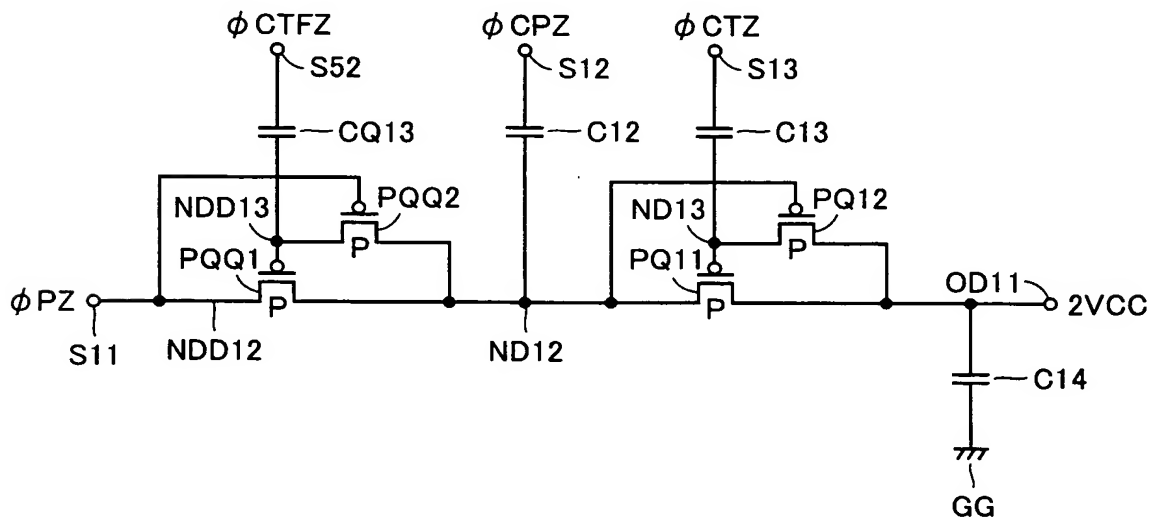 φCTFZ φCPZ φCTZ
S52 S12 S13
CQ13 C12 C13
NDD13 PQQ2 ND13 PQ12
PQQ1 P PQ11 P
φPZ P P OD11 2VCC
S11 NDD12 ND12
C14
GG